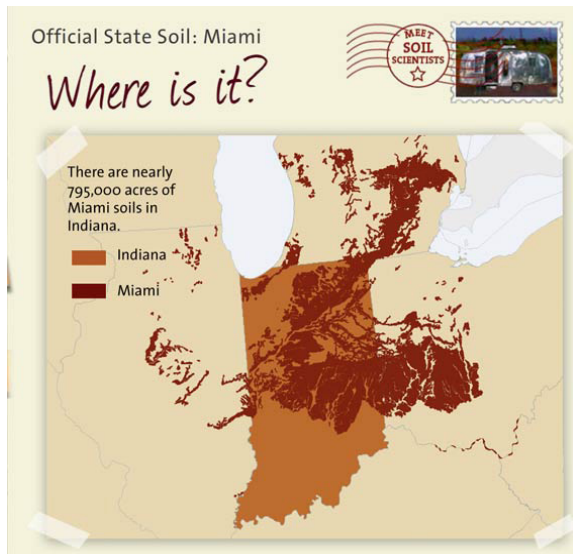 Official State Soil: Miami
Where is it?
MEET
SOIL
SCIENTISTS
There are nearly
795,000 acres of
Miami soils in
Indiana.
Indiana
Miami